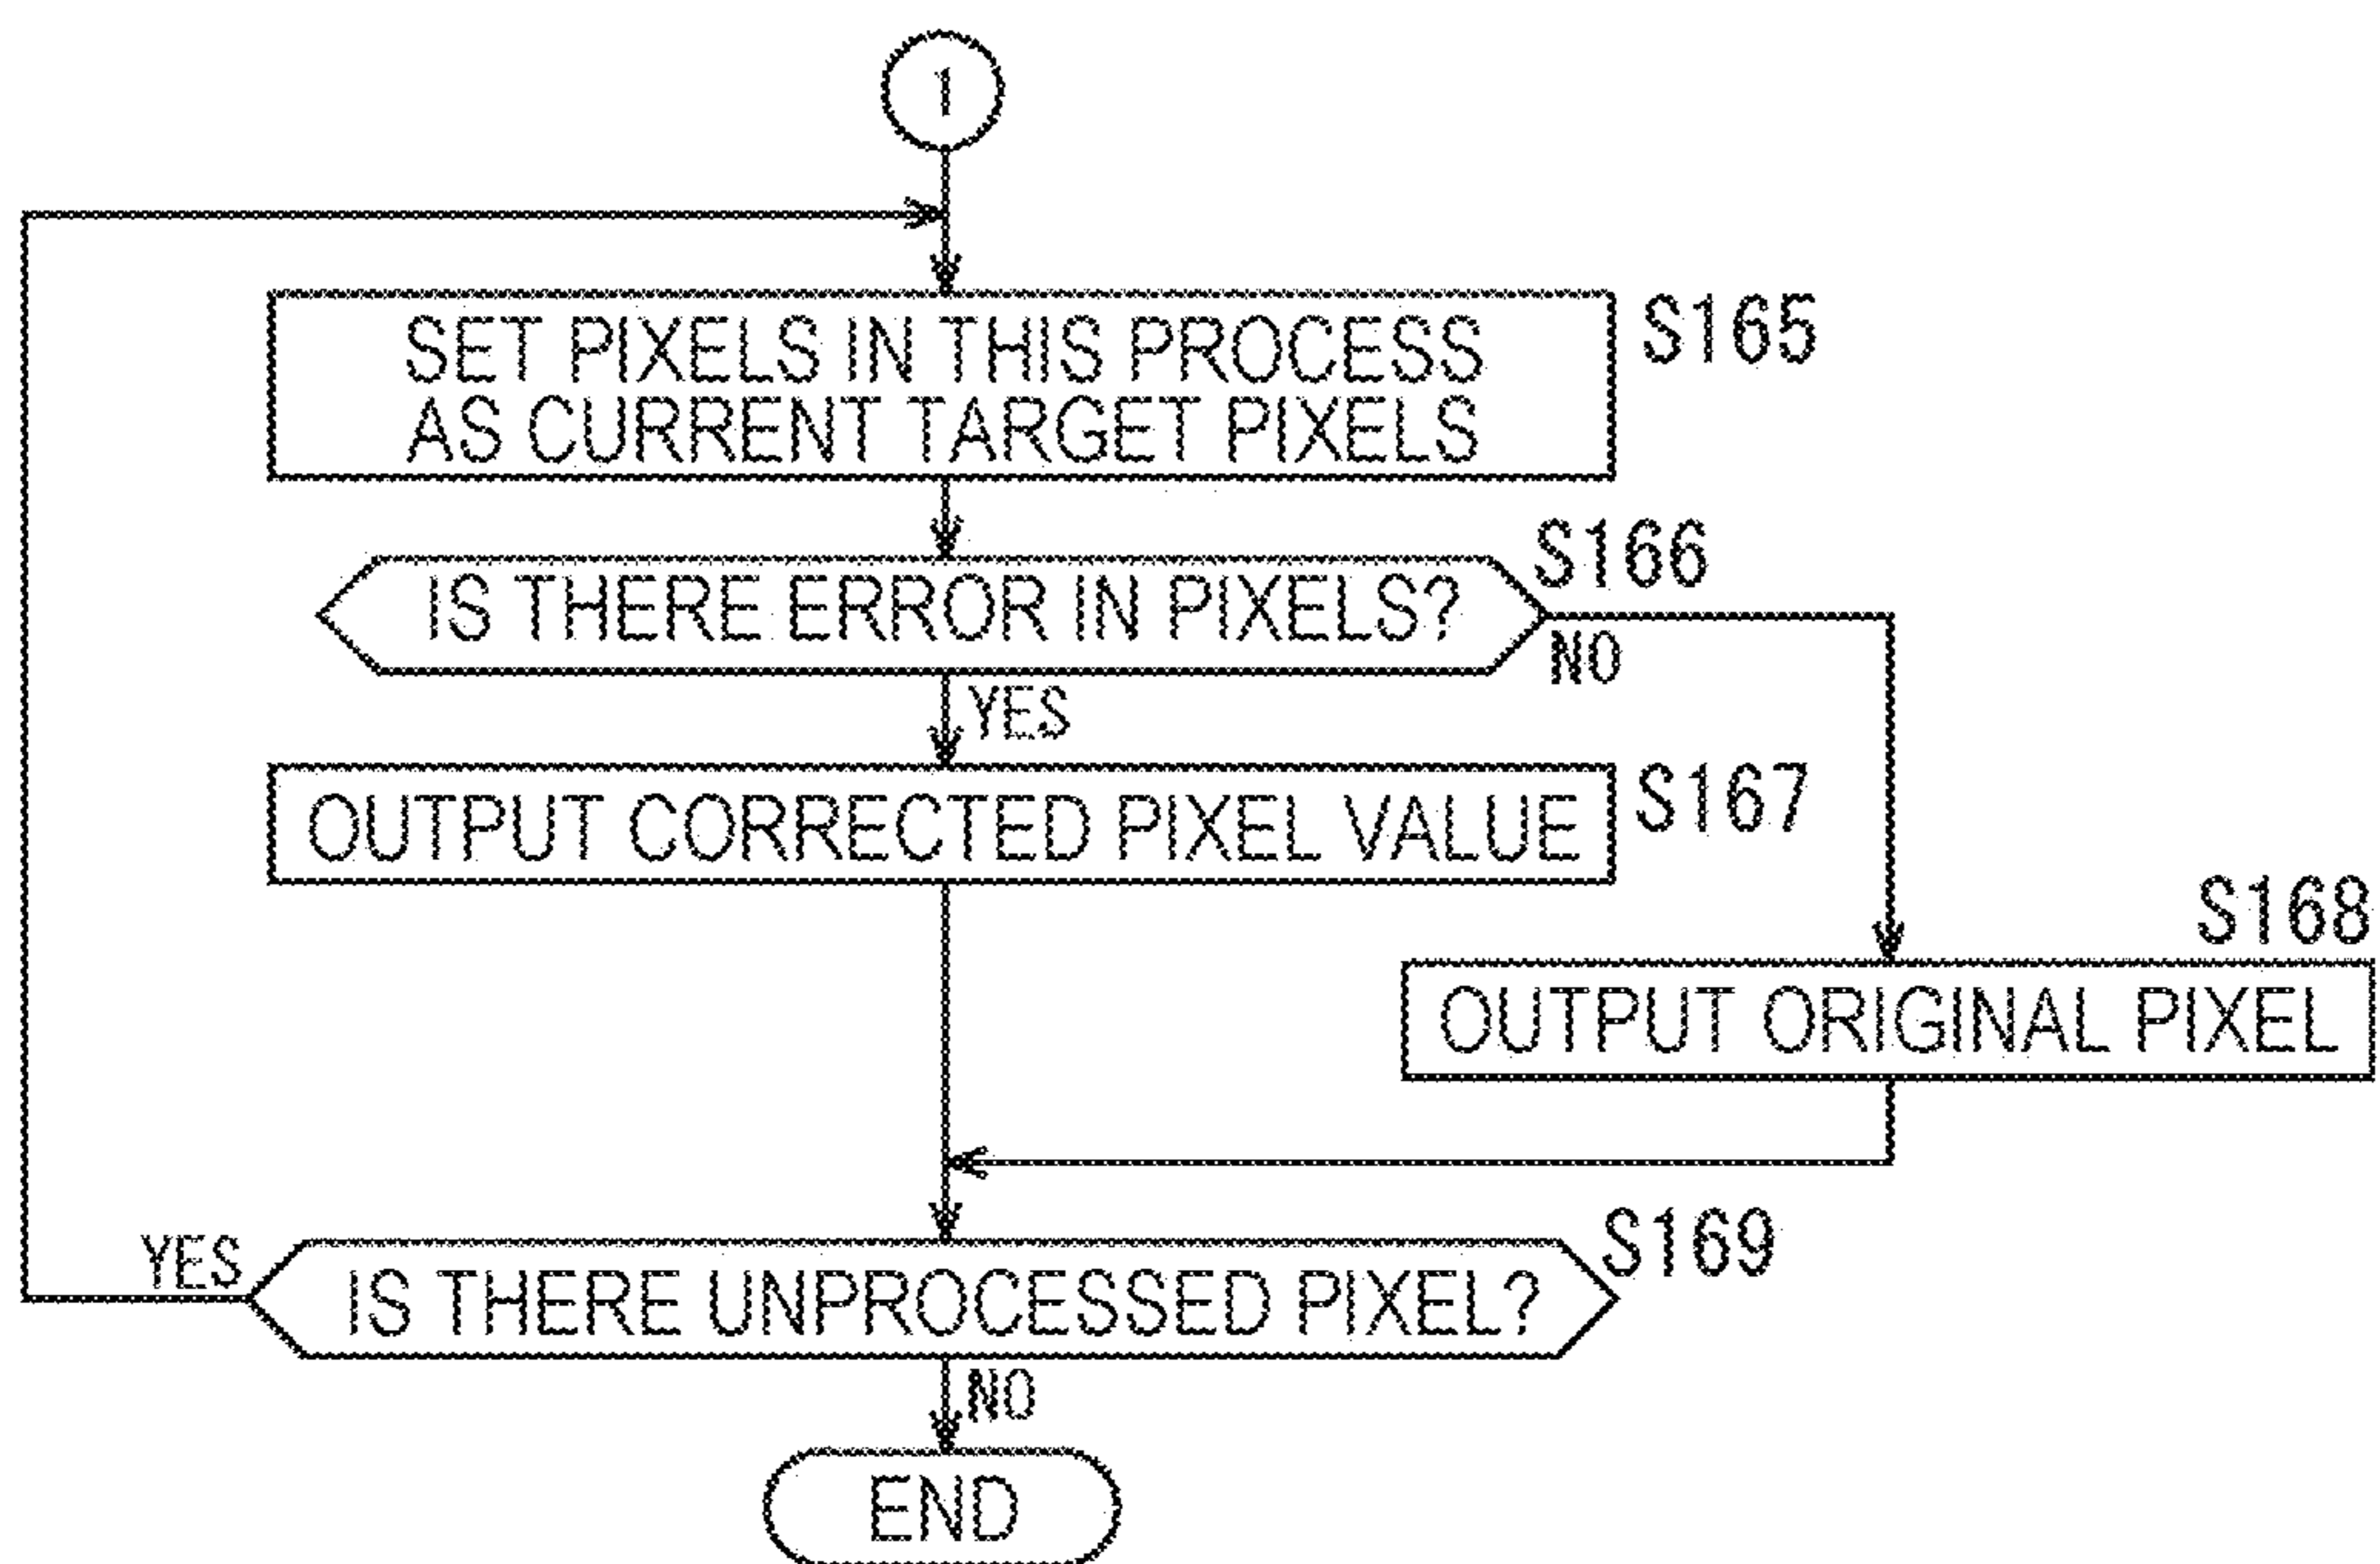 1
SET PIXELS IN THIS PROCESS
AS CURRENT TARGET PIXELS
S165
IS THERE ERROR IN PIXELS?
S166
NO
YES
OUTPUT CORRECTED PIXEL VALUE
S167
S168
OUTPUT ORIGINAL PIXEL
S169
YES
IS THERE UNPROCESSED PIXEL?
NO
END